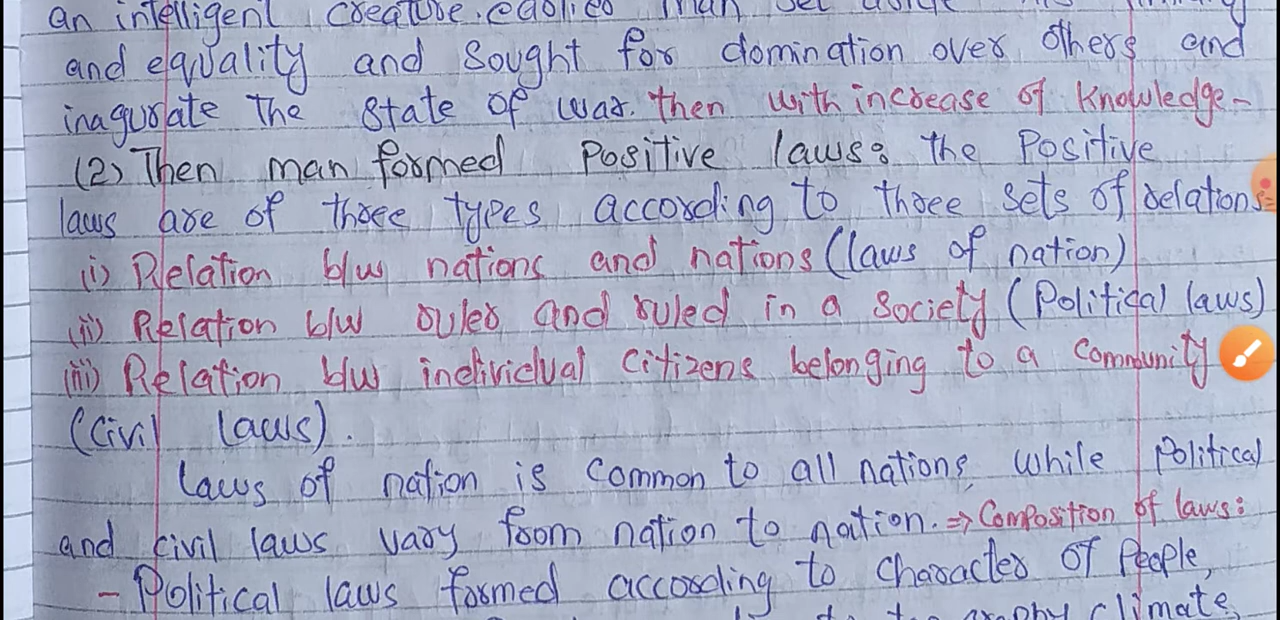 an intelligent creature. earlier man set aside
and equality and Sought for domination over others and
inagurate The State of war. then with increase of knowledge-
(2) Then man formed Positive laws: the Positive
laws are of three types according to three sets of relations:
(i) Relation b/w nations and nations (laws of nation)
(ii) Relation b/w ruler and ruled in a Society (Political laws)
(iii) Relation b/w individual citizens belonging to a Community
(Civil laws).
laws of nation is common to all nations, while Political
and civil laws vary from nation to nation. ⇒ Composition of laws:
- Political laws formed according to character of People,
climate,